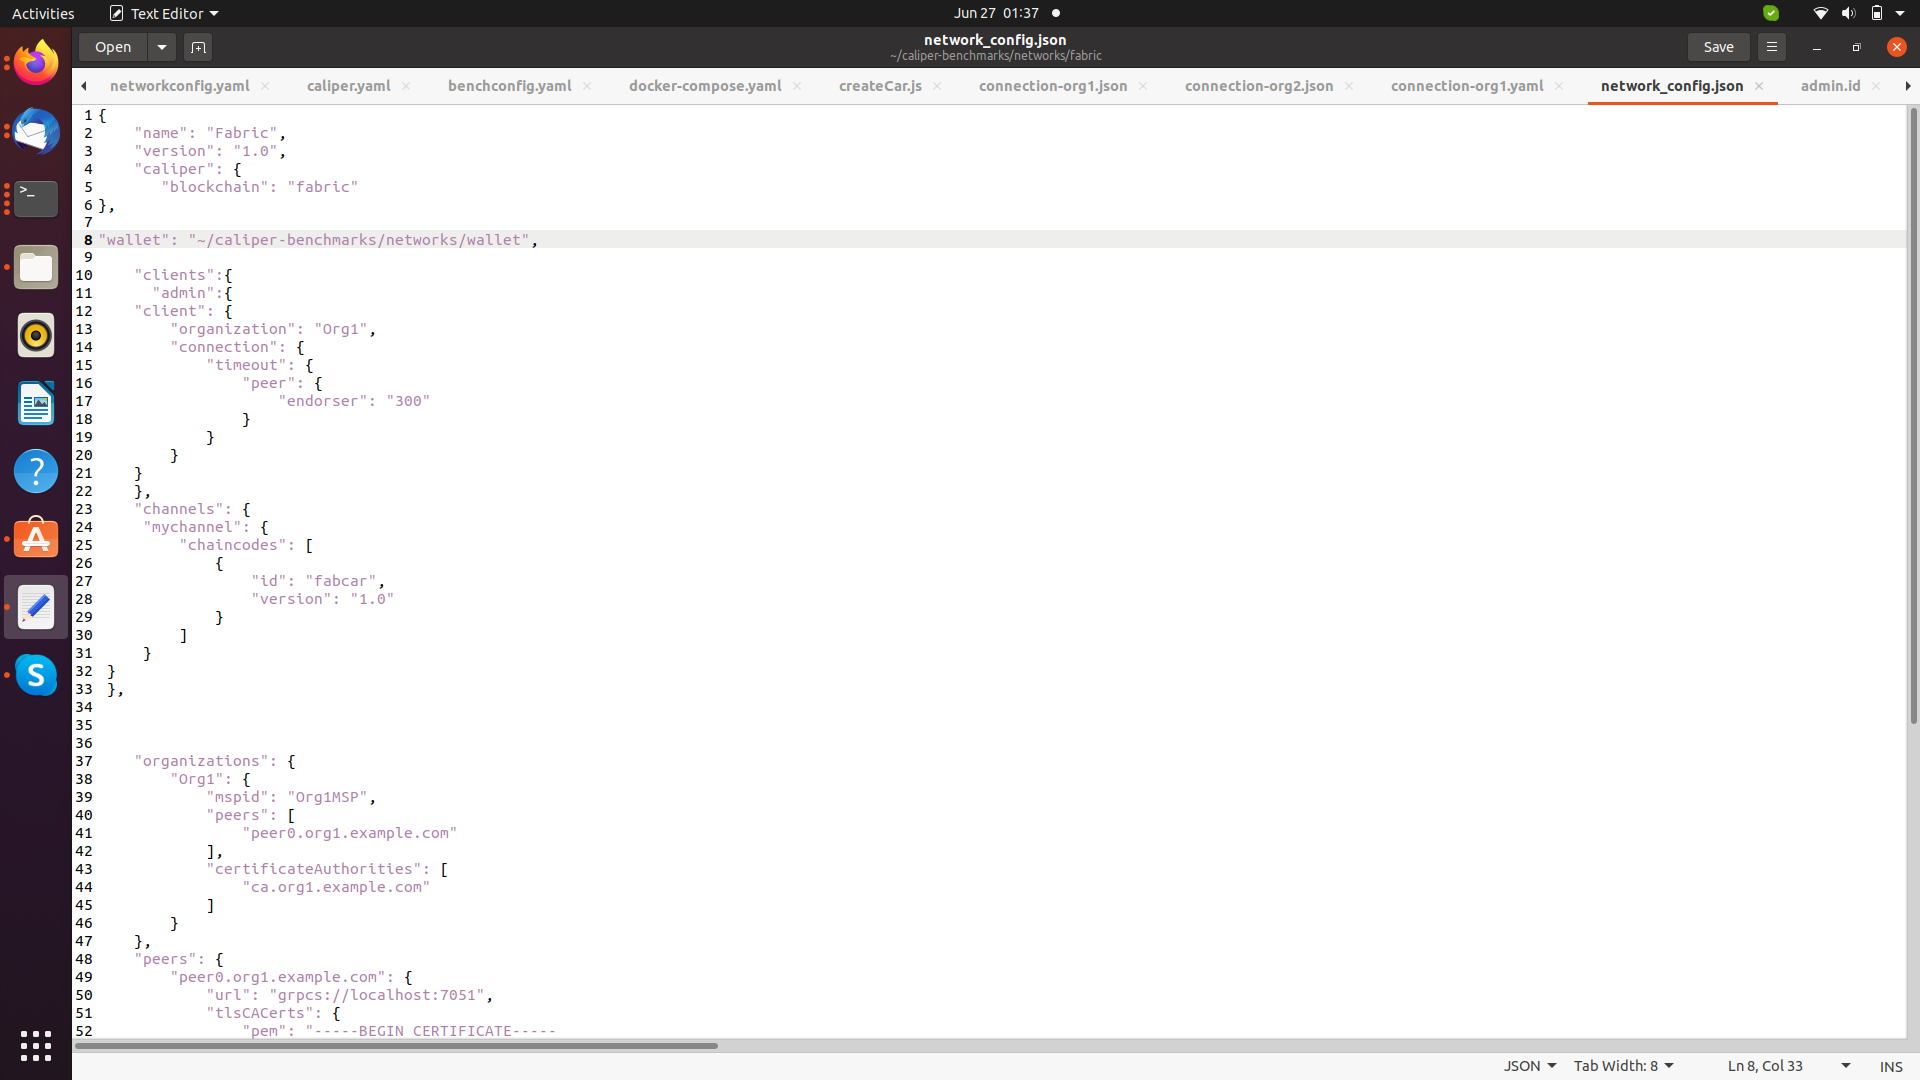 Activities Text Editor Jun 27 01:37
Open network_config.json Save
~/caliper-benchmarks/networks/fabric
networkconfig.yaml caliper.yaml benchconfig.yaml docker-compose.yaml createCar.js connection-org1.json connection-org2.json connection-org1.yaml network_config.json admin.id
1 {
2 "name": "Fabric",
3 "version": "1.0",
4 "caliper": {
5 "blockchain": "fabric"
6 },
7
8 "wallet": "~/caliper-benchmarks/networks/wallet",
9
10 "clients":{
11 "admin":{
12 "client": {
13 "organization": "Org1",
14 "connection": {
15 "timeout": {
16 "peer": {
17 "endorser": "300"
18 }
19 }
20 }
21 }
22 },
23 "channels": {
24 "mychannel": {
25 "chaincodes": [
26 {
27 "id": "fabcar",
28 "version": "1.0"
29 }
30 ]
31 }
32 }
33 },
34
35
36
37 "organizations": {
38 "Org1": {
39 "mspid": "Org1MSP",
40 "peers": [
41 "peer0.org1.example.com"
42 ],
43 "certificateAuthorities": [
44 "ca.org1.example.com"
45 ]
46 }
47 },
48 "peers": {
49 "peer0.org1.example.com": {
50 "url": "grpcs://localhost:7051",
51 "tlsCACerts": {
52 "pem": "-----BEGIN CERTIFICATE-----
JSON Tab Width: 8 Ln 8, Col 33 INS